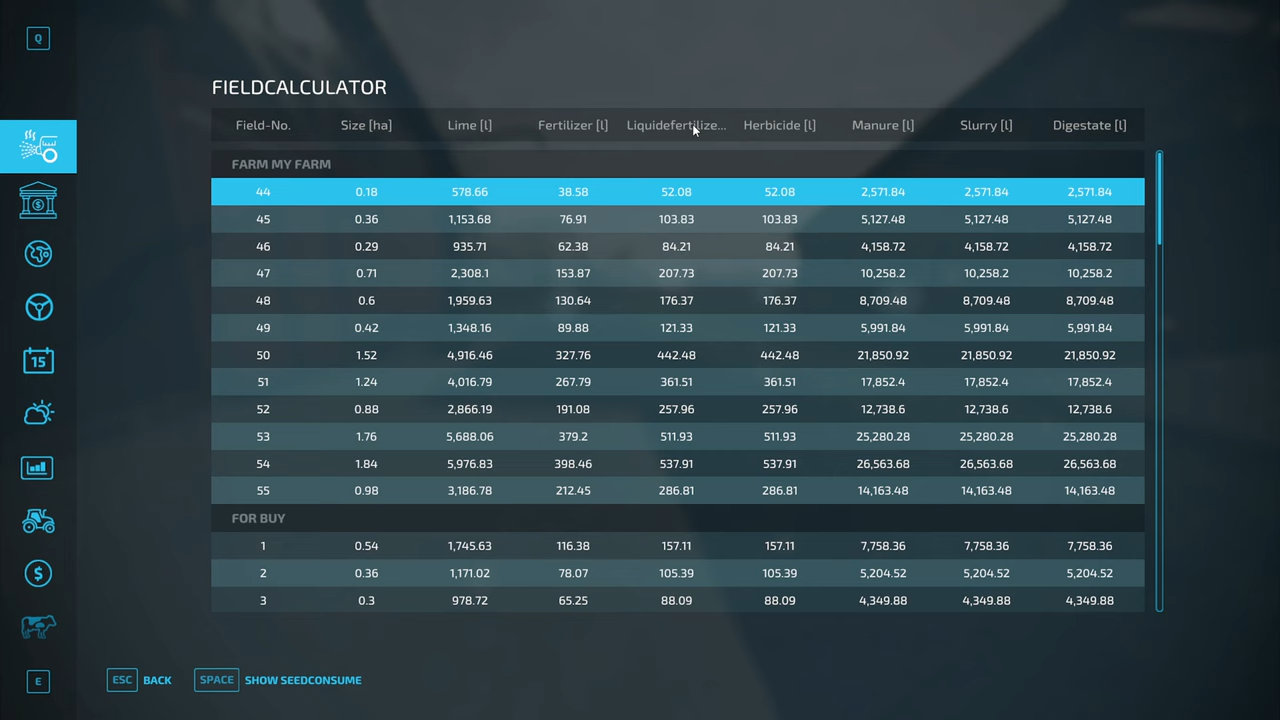 Q
FIELDCALCULATOR
Field-No. Size [ha] Lime [l] Fertilizer [l] Liquidefertilize... Herbicide [l] Manure [l] Slurry [l] Digestate [l]
FARM MY FARM
44 0.18 578.66 38.58 52.08 52.08 2,571.84 2,571.84 2,571.84
45 0.36 1,153.68 76.91 103.83 103.83 5,127.48 5,127.48 5,127.48
46 0.29 935.71 62.38 84.21 84.21 4,158.72 4,158.72 4,158.72
47 0.71 2,308.1 153.87 207.73 207.73 10,258.2 10,258.2 10,258.2
48 0.6 1,959.63 130.64 176.37 176.37 8,709.48 8,709.48 8,709.48
49 0.42 1,348.16 89.88 121.33 121.33 5,991.84 5,991.84 5,991.84
50 1.52 4,916.46 327.76 442.48 442.48 21,850.92 21,850.92 21,850.92
51 1.24 4,016.79 267.79 361.51 361.51 17,852.4 17,852.4 17,852.4
52 0.88 2,866.19 191.08 257.96 257.96 12,738.6 12,738.6 12,738.6
53 1.76 5,688.06 379.2 511.93 511.93 25,280.28 25,280.28 25,280.28
54 1.84 5,976.83 398.46 537.91 537.91 26,563.68 26,563.68 26,563.68
55 0.98 3,186.78 212.45 286.81 286.81 14,163.48 14,163.48 14,163.48
FOR BUY
1 0.54 1,745.63 116.38 157.11 157.11 7,758.36 7,758.36 7,758.36
2 0.36 1,171.02 78.07 105.39 105.39 5,204.52 5,204.52 5,204.52
3 0.3 978.72 65.25 88.09 88.09 4,349.88 4,349.88 4,349.88
15
E
ESC BACK SPACE SHOW SEEDCONSUME